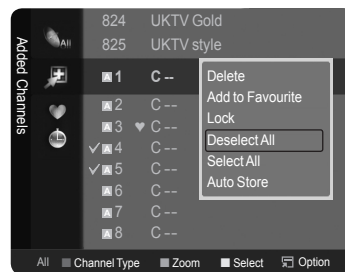 824 UKTV Gold
825 UKTV style
Added Channels
All
A 1 C --
A 2 C --
A 3 ♥ C --
✓ A 4 C --
✓ A 5 C --
A 6 C --
A 7 C --
A 8 C --
Delete
Add to Favourite
Lock
Deselect All
Select All
Auto Store
All Channel Type Zoom Select Option